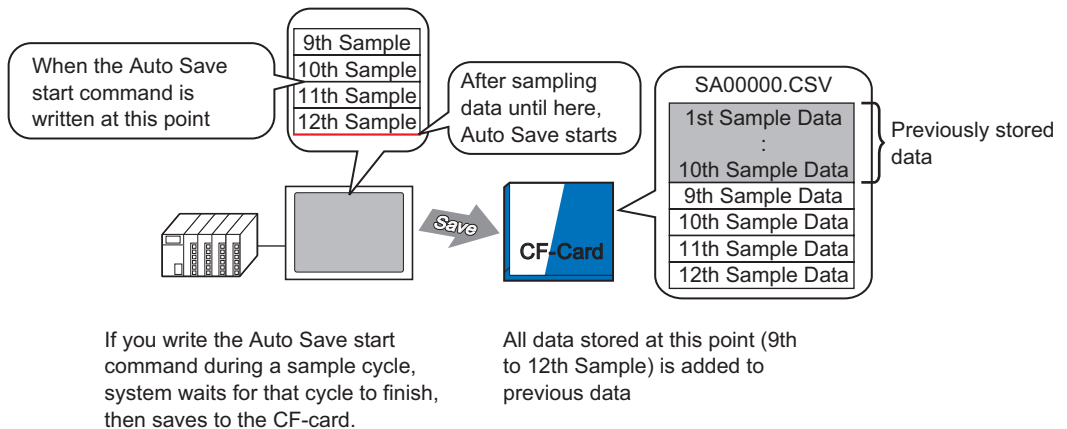 9th Sample
10th Sample
11th Sample
12th Sample
When the Auto Save
start command is
written at this point
After sampling
data until here,
Auto Save starts
SA00000.CSV
1st Sample Data
:
10th Sample Data
9th Sample Data
10th Sample Data
11th Sample Data
12th Sample Data
Previously stored
data
Save
CF-Card
If you write the Auto Save start
command during a sample cycle,
system waits for that cycle to finish,
then saves to the CF-card.
All data stored at this point (9th
to 12th Sample) is added to
previous data